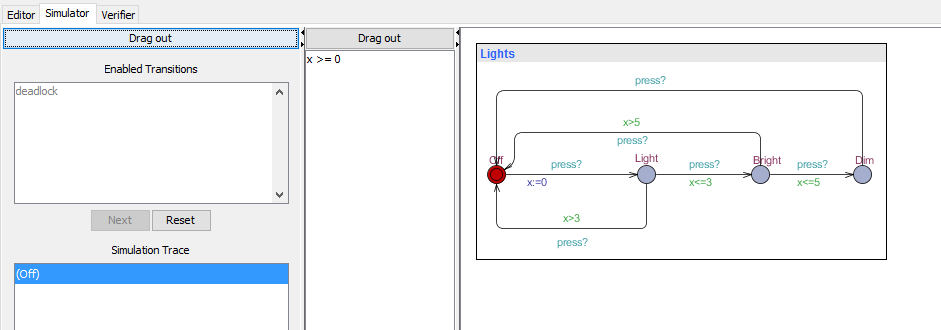 Editor Simulator Verifier
Drag out
Drag out
Enabled Transitions
deadlock
Next Reset
Simulation Trace
(Off)
x >= 0
Lights
press?
x>5
press?
Off
press?
x:=0
Light
press?
x<=3
Bright
press?
x<=5
Dim
x>3
press?